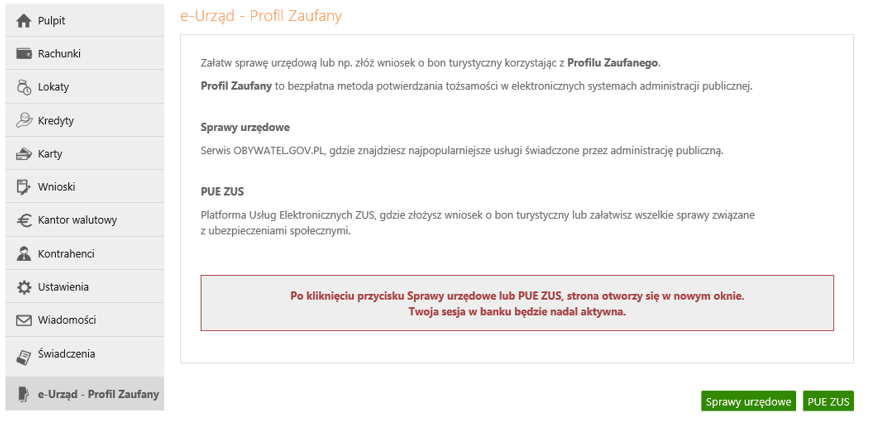 Pulpit
Rachunki
Lokaty
Kredyty
Karty
Wnioski
Kantor walutowy
Kontrahenci
Ustawienia
Wiadomości
Świadczenia
e-Urząd - Profil Zaufany
e-Urząd - Profil Zaufany
Załatw sprawę urzędową lub np. złóż wniosek o bon turystyczny korzystając z Profilu Zaufanego.
Profil Zaufany to bezpłatna metoda potwierdzania tożsamości w elektronicznych systemach administracji publicznej.
Sprawy urzędowe
Serwis OBYWATEL.GOV.PL, gdzie znajdziesz najpopularniejsze usługi świadczone przez administrację publiczną.
PUE ZUS
Platforma Usług Elektronicznych ZUS, gdzie złożysz wniosek o bon turystyczny lub załatwisz wszelkie sprawy związane
z ubezpieczeniami społecznymi.
Po kliknięciu przycisku Sprawy urzędowe lub PUE ZUS, strona otworzy się w nowym oknie.
Twoja sesja w banku będzie nadal aktywna.
Sprawy urzędowe
PUE ZUS